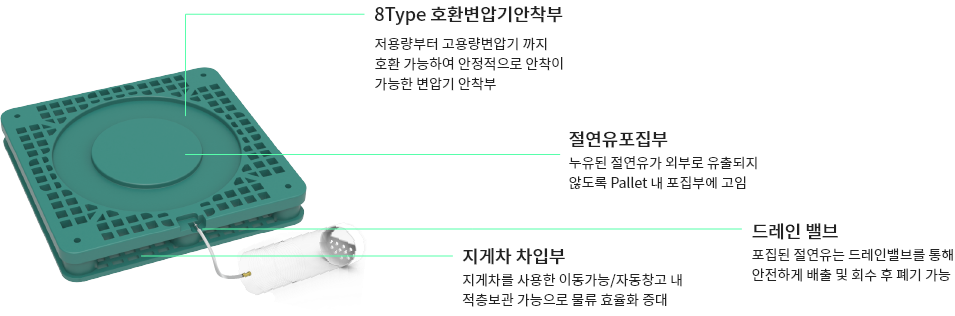 8Type 호환변압기안착부
저용량부터 고용량변압기 까지
호환 가능하여 안정적으로 안착이
가능한 변압기 안착부
절연유포집부
누유된 절연유가 외부로 유출되지
않도록 Pallet 내 포집부에 고임
드레인 밸브
포집된 절연유는 드레인밸브를 통해
안전하게 배출 및 회수 후 폐기 가능
지게차 차입부
지게차를 사용한 이동가능/자동창고 내
적층보관 가능으로 물류 효율화 증대